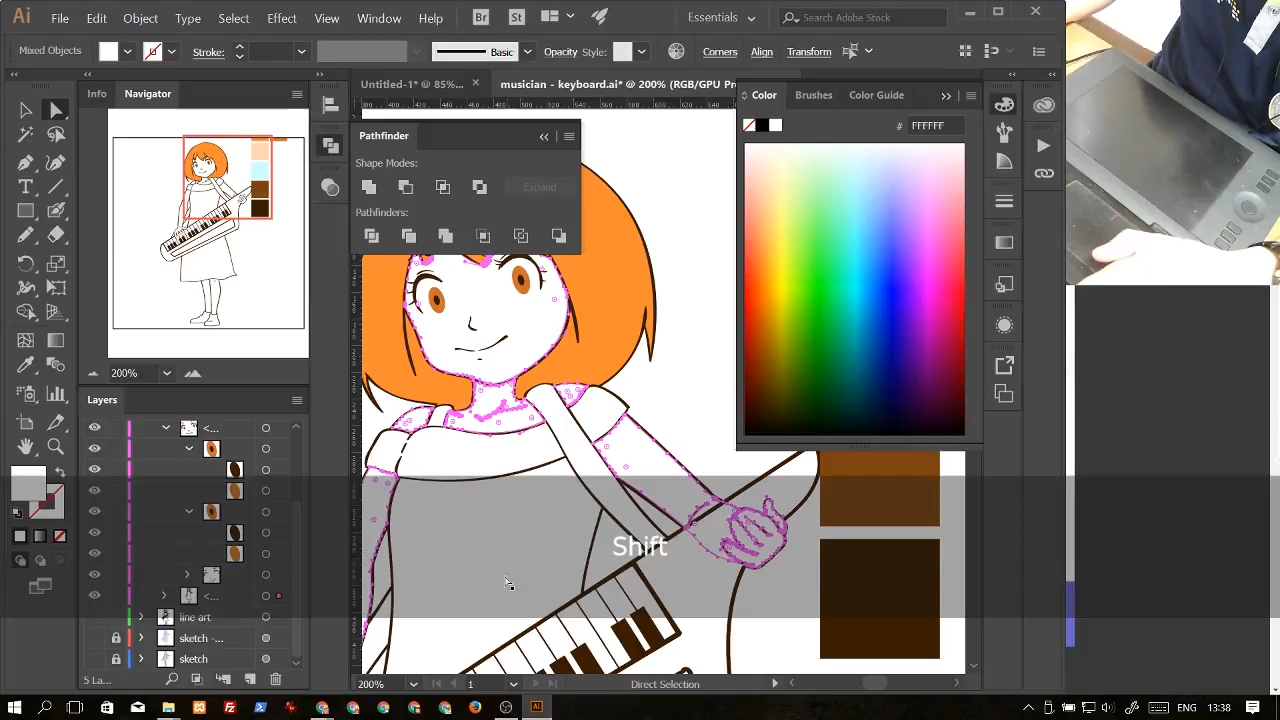 Ai File Edit Object Type Select Effect View Window Help Br St Essentials Search Adobe Stock
Mixed Objects Stroke: Basic Opacity Style: Corners Align Transform
Info Navigator
Untitled-1* @ 85%... musician - keyboard.ai* @ 200% (RGB/GPU Pre
Color Brushes Color Guide
# FFFFFF
Pathfinder
Shape Modes:
Expand
Pathfinders:
200%
Layers
<...
<...
line art
sketch -...
sketch
5 La...
Shift
200% 1 Direct Selection
ENG 13:38